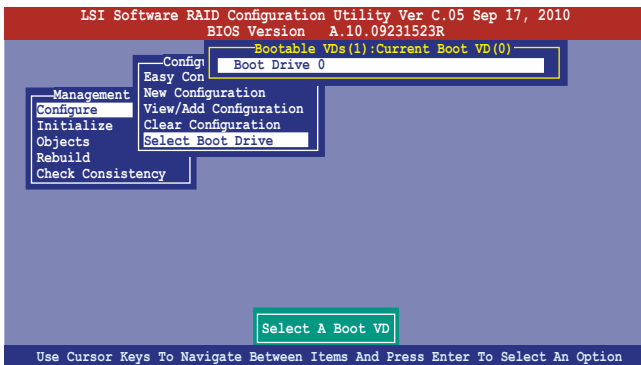 LSI Software RAID Configuration Utility Ver C.05 Sep 17, 2010
BIOS Version A.10.09231523R
Bootable VDs(1):Current Boot VD(0)
Boot Drive 0
Configu
Easy Con
New Configuration
View/Add Configuration
Clear Configuration
Select Boot Drive
Management
Configure
Initialize
Objects
Rebuild
Check Consistency
Select A Boot VD
Use Cursor Keys To Navigate Between Items And Press Enter To Select An Option